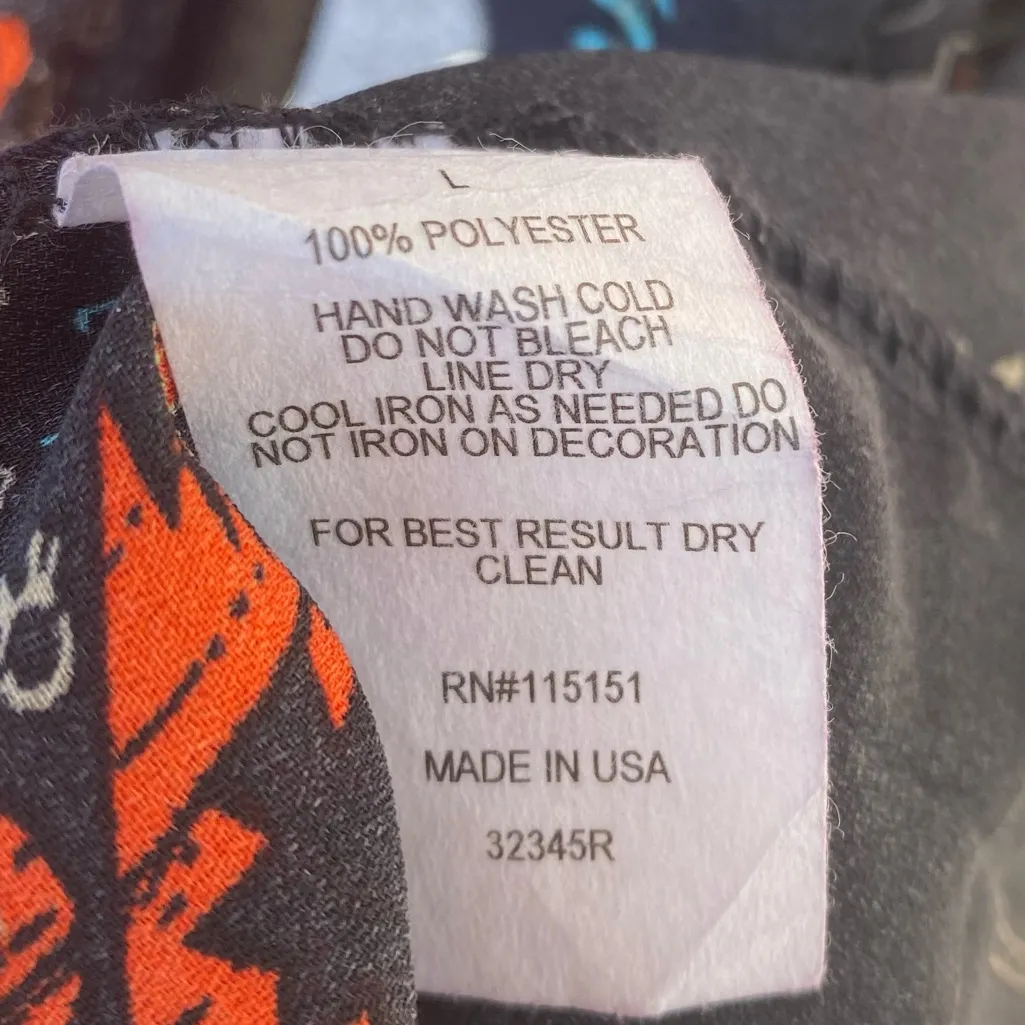 L
100% POLYESTER
HAND WASH COLD
DO NOT BLEACH
LINE DRY
COOL IRON AS NEEDED DO
NOT IRON ON DECORATION
FOR BEST RESULT DRY
CLEAN
RN#115151
MADE IN USA
32345R